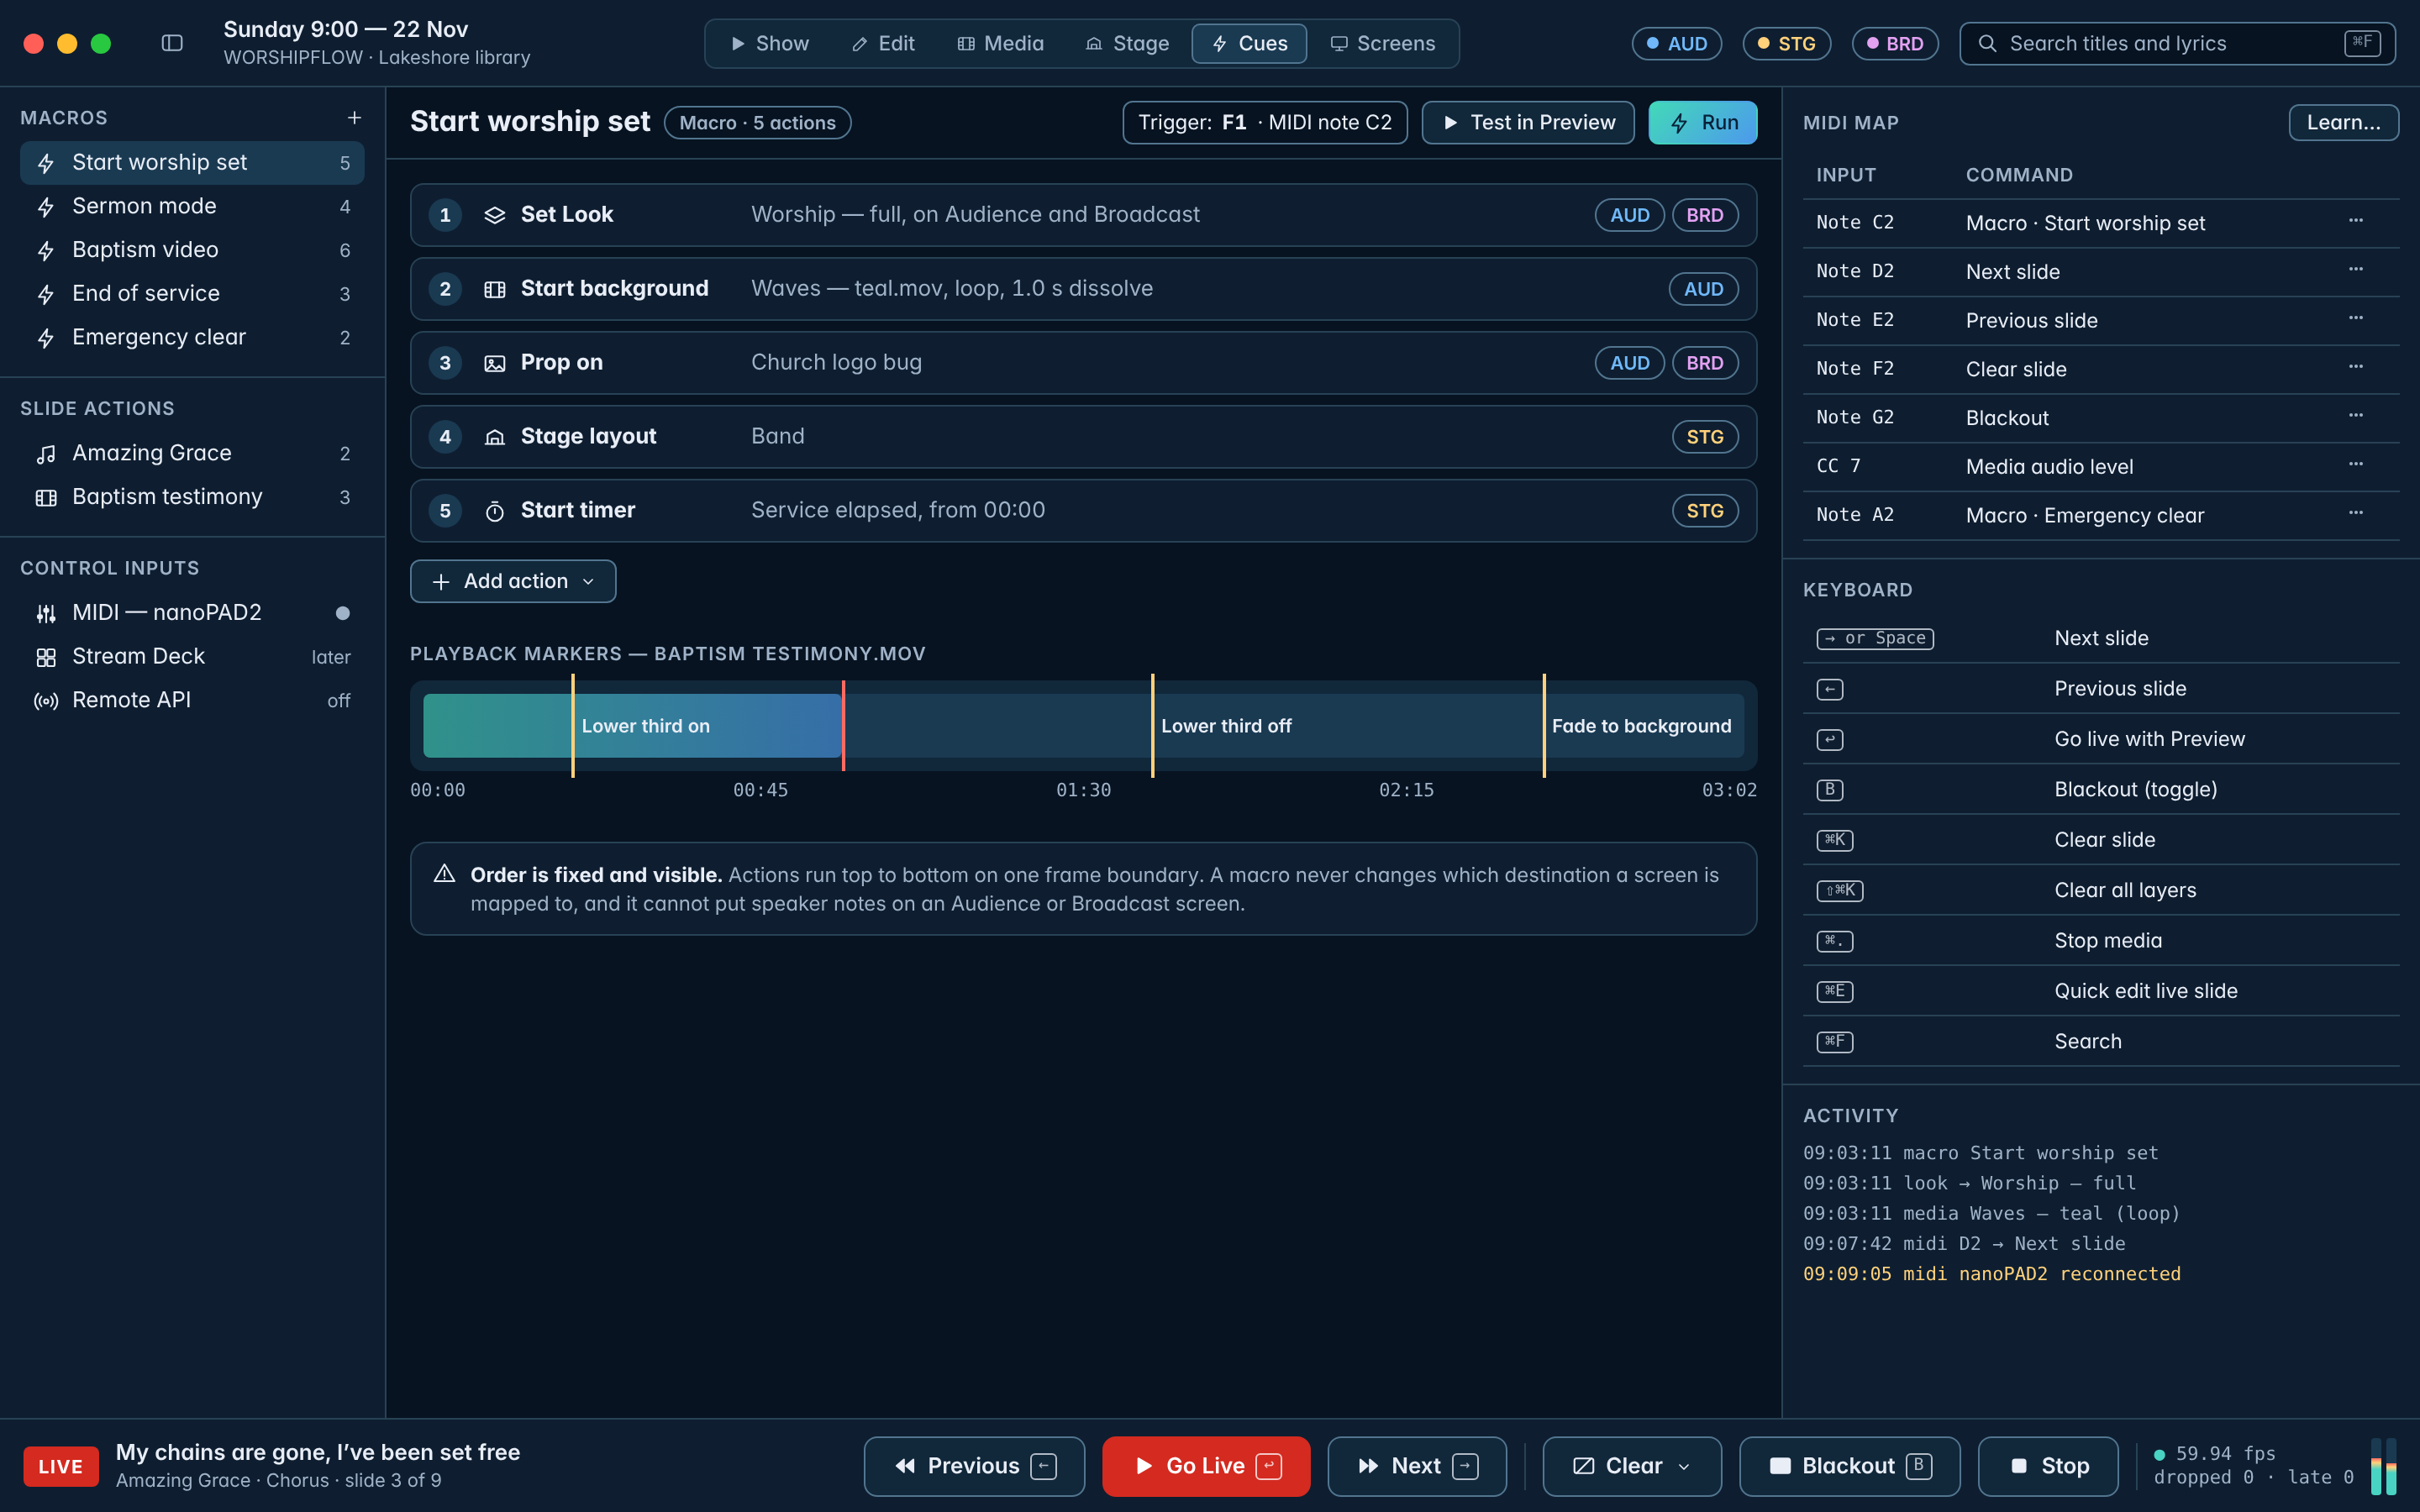 Sunday 9:00 — 22 Nov
WORSHIPFLOW · Lakeshore library
Show
Edit
Media
Stage
Cues
Screens
AUD
STG
BRD
Search titles and lyrics
⌘F
MACROS
Start worship set 5
Sermon mode 4
Baptism video 6
End of service 3
Emergency clear 2
SLIDE ACTIONS
Amazing Grace 2
Baptism testimony 3
CONTROL INPUTS
MIDI — nanoPAD2
Stream Deck later
Remote API off
Start worship set
Macro · 5 actions
Trigger: F1 · MIDI note C2
Test in Preview
Run
1 Set Look Worship — full, on Audience and Broadcast AUD BRD
2 Start background Waves — teal.mov, loop, 1.0 s dissolve AUD
3 Prop on Church logo bug AUD BRD
4 Stage layout Band STG
5 Start timer Service elapsed, from 00:00 STG
Add action
PLAYBACK MARKERS — BAPTISM TESTIMONY.MOV
Lower third on
Lower third off
Fade to background
00:00 00:45 01:30 02:15 03:02
Order is fixed and visible. Actions run top to bottom on one frame boundary. A macro never changes which destination a screen is
mapped to, and it cannot put speaker notes on an Audience or Broadcast screen.
MIDI MAP
Learn...
INPUT COMMAND
Note C2 Macro · Start worship set ···
Note D2 Next slide ···
Note E2 Previous slide ···
Note F2 Clear slide ···
Note G2 Blackout ···
CC 7 Media audio level ···
Note A2 Macro · Emergency clear ···
KEYBOARD
→ or Space Next slide
← Previous slide
↩ Go live with Preview
B Blackout (toggle)
⌘K Clear slide
⇧⌘K Clear all layers
⌘. Stop media
⌘E Quick edit live slide
⌘F Search
ACTIVITY
09:03:11 macro Start worship set
09:03:11 look → Worship — full
09:03:11 media Waves — teal (loop)
09:07:42 midi D2 → Next slide
09:09:05 midi nanoPAD2 reconnected
LIVE
My chains are gone, I’ve been set free
Amazing Grace · Chorus · slide 3 of 9
Previous ←
Go Live ↩
Next →
Clear
Blackout B
Stop
59.94 fps
dropped 0 · late 0